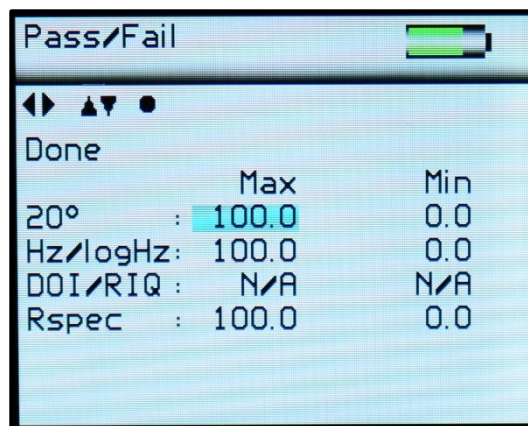 Pass/Fail
Done
Max Min
20° : 100.0 0.0
Hz/logHz: 100.0 0.0
DOI/RIQ : N/A N/A
Rspec : 100.0 0.0